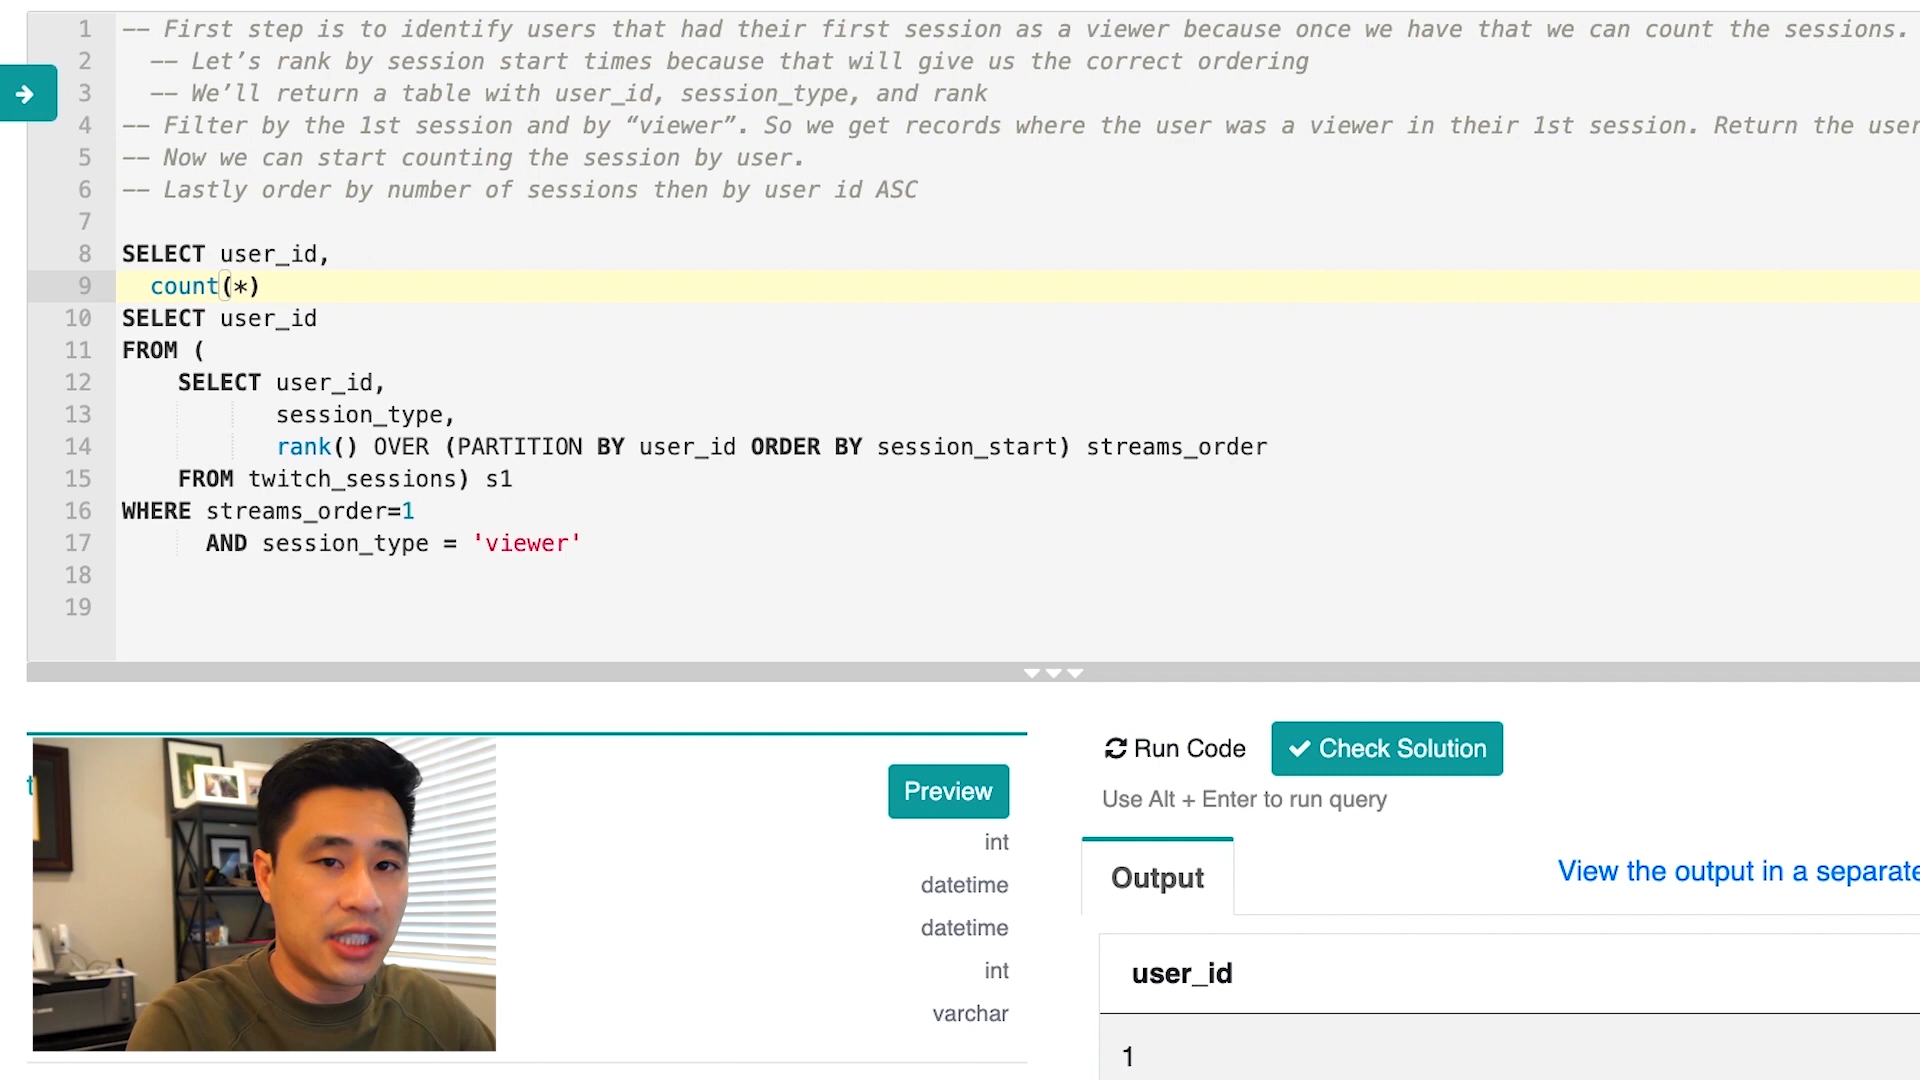 1 -- First step is to identify users that had their first session as a viewer because once we have that we can count the sessions.
2 -- Let’s rank by session start times because that will give us the correct ordering
3 -- We’ll return a table with user_id, session_type, and rank
4 -- Filter by the 1st session and by “viewer”. So we get records where the user was a viewer in their 1st session. Return the user
5 -- Now we can start counting the session by user.
6 -- Lastly order by number of sessions then by user id ASC
7
8 SELECT user_id,
9 count(*)
10 SELECT user_id
11 FROM (
12 SELECT user_id,
13 session_type,
14 rank() OVER (PARTITION BY user_id ORDER BY session_start) streams_order
15 FROM twitch_sessions) s1
16 WHERE streams_order=1
17 AND session_type = 'viewer'
18
19
t
Preview
int
datetime
datetime
int
varchar
Run Code
Check Solution
Use Alt + Enter to run query
Output
View the output in a separate
user_id
1